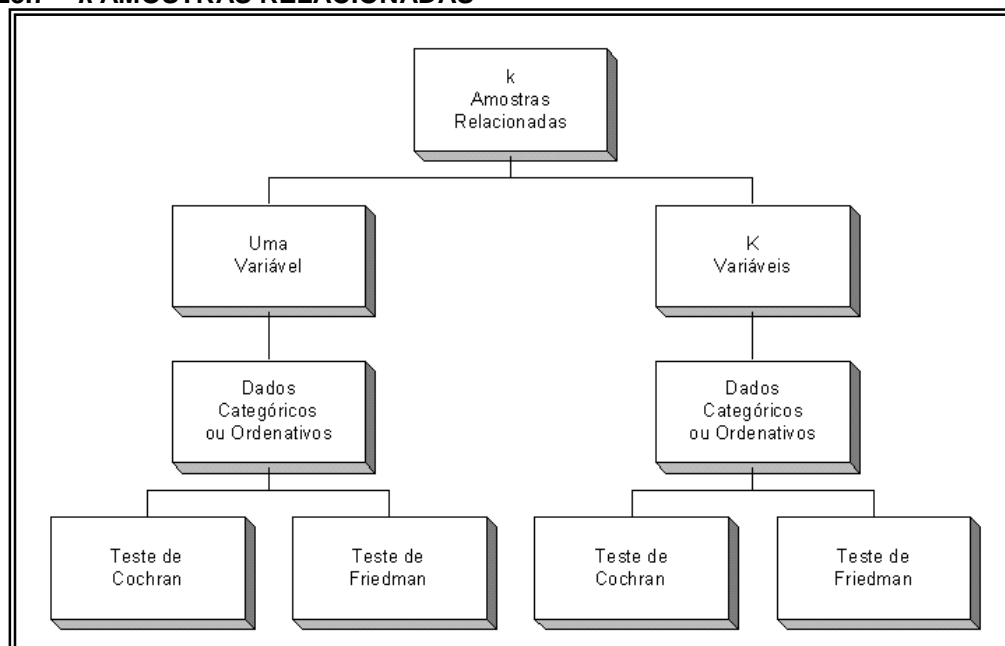 k AMOSTRAS RELACIONADAS
k
Amostras
Relacionadas
Uma
Variável
K
Variáveis
Dados
Categóricos
ou Ordenativos
Dados
Categóricos
ou Ordenativos
Teste de
Cochran
Teste de
Friedman
Teste de
Cochran
Teste de
Friedman